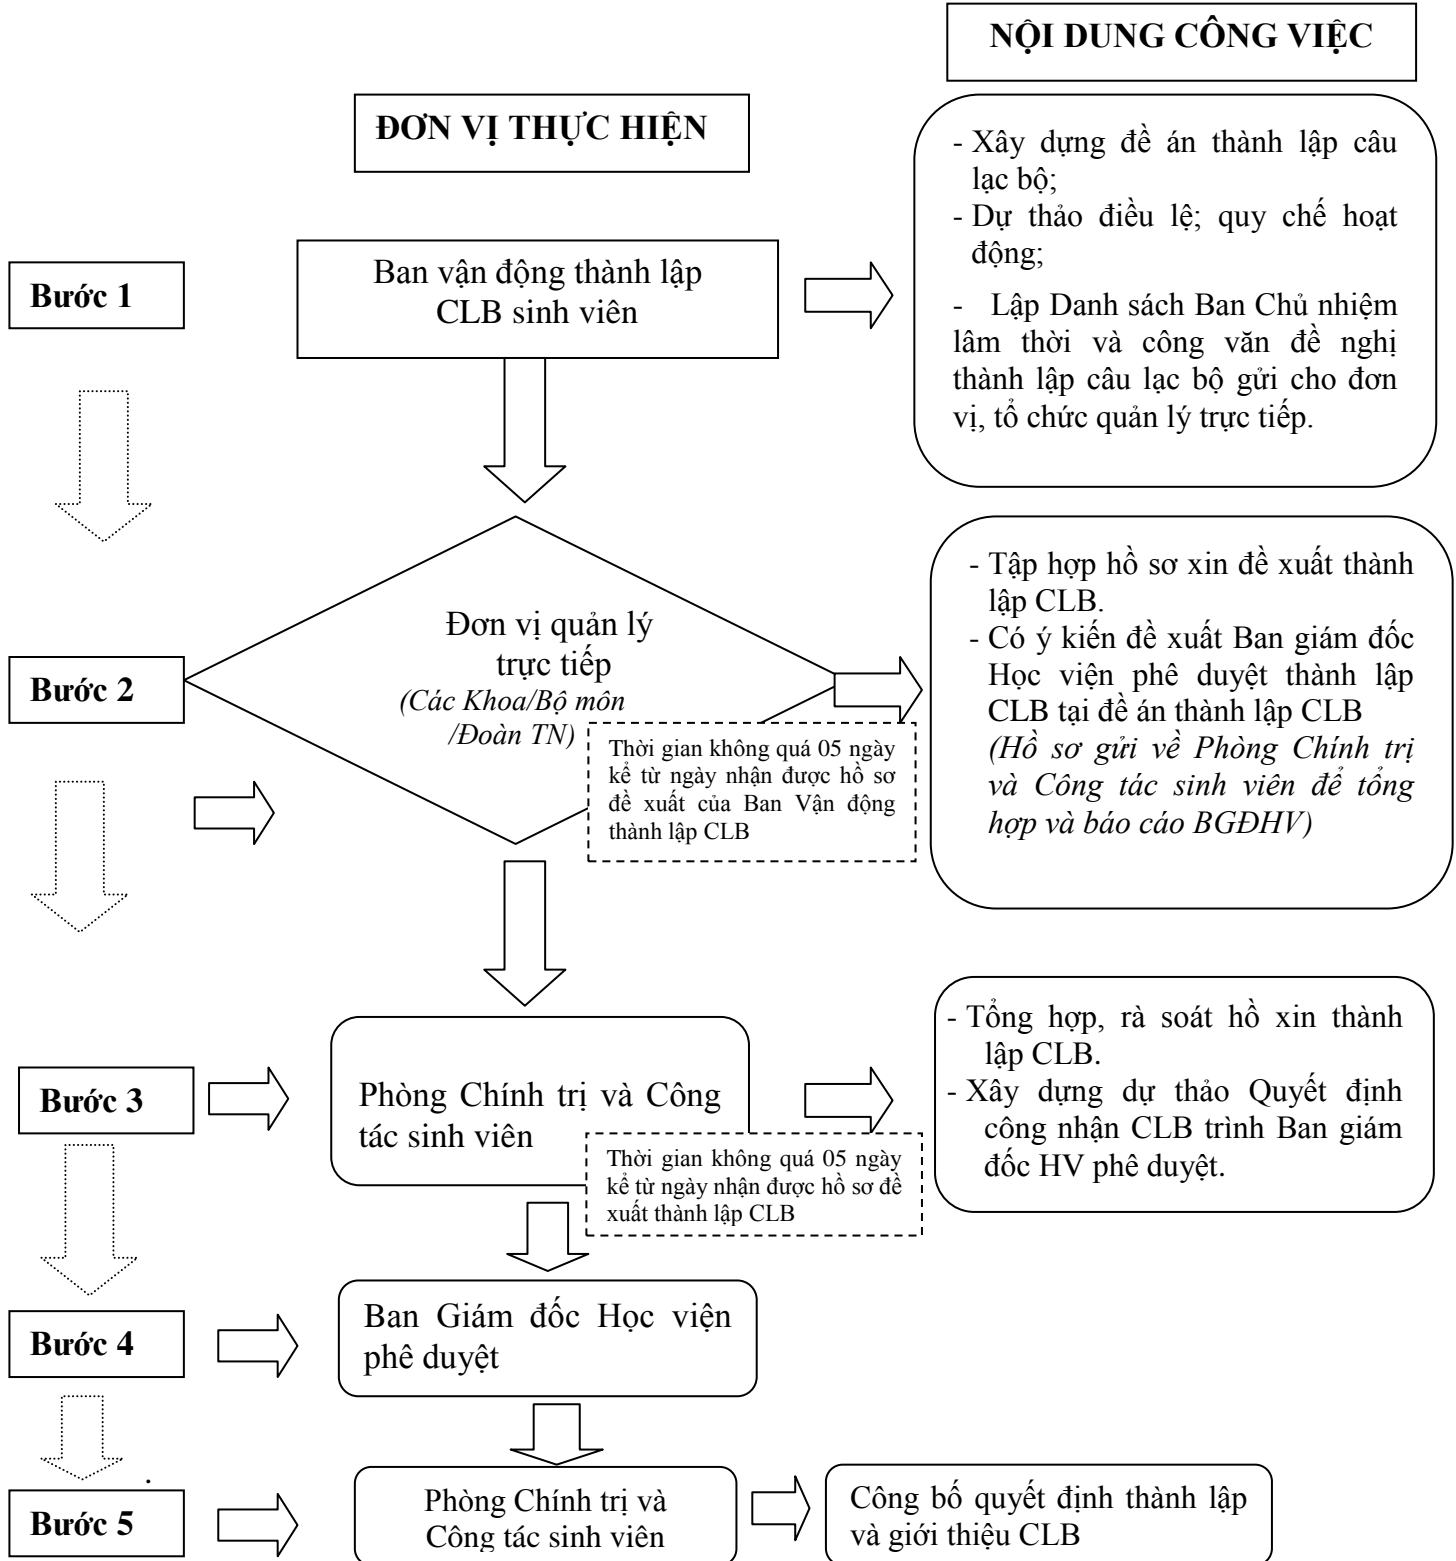 NỘI DUNG CÔNG VIỆC
ĐƠN VỊ THỰC HIỆN
Bước 1
Ban vận động thành lập
CLB sinh viên
- Xây dựng đề án thành lập câu
lạc bộ;
- Dự thảo điều lệ; quy chế hoạt
động;
- Lập Danh sách Ban Chủ nhiệm
lâm thời và công văn đề nghị
thành lập câu lạc bộ gửi cho đơn
vị, tổ chức quản lý trực tiếp.
Bước 2
Đơn vị quản lý
trực tiếp
(Các Khoa/Bộ môn
/Đoàn TN)
Thời gian không quá 05 ngày
kể từ ngày nhận được hồ sơ
đề xuất của Ban Vận động
thành lập CLB
- Tập hợp hồ sơ xin đề xuất thành
lập CLB.
- Có ý kiến đề xuất Ban giám đốc
Học viện phê duyệt thành lập
CLB tại đề án thành lập CLB
(Hồ sơ gửi về Phòng Chính trị
và Công tác sinh viên để tổng
hợp và báo cáo BGĐHV)
Bước 3
Phòng Chính trị và Công
tác sinh viên
Thời gian không quá 05 ngày
kể từ ngày nhận được hồ sơ đề
xuất thành lập CLB
- Tổng hợp, rà soát hồ xin thành
lập CLB.
- Xây dựng dự thảo Quyết định
công nhận CLB trình Ban giám
đốc HV phê duyệt.
Bước 4
Ban Giám đốc Học viện
phê duyệt
.
Bước 5
Phòng Chính trị và
Công tác sinh viên
Công bố quyết định thành lập
và giới thiệu CLB